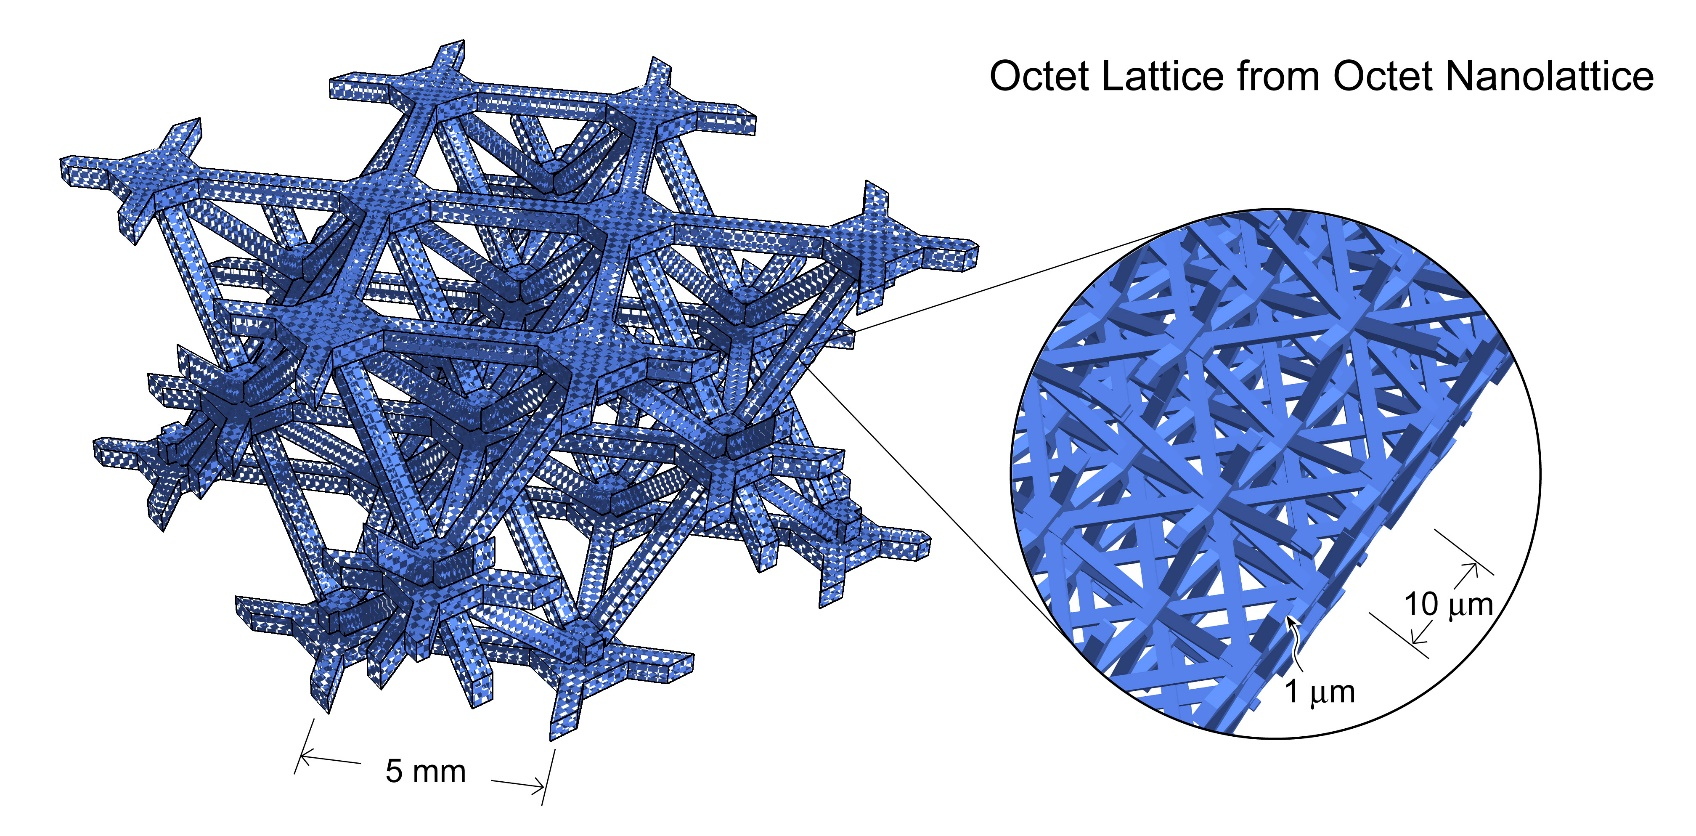 Octet Lattice from Octet Nanolattice
10 μm
1 μm
5 mm